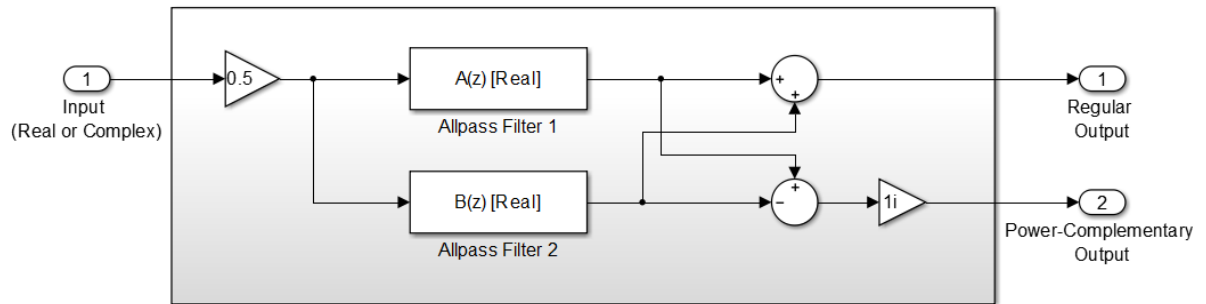 1
Input
(Real or Complex)
0.5
A(z) [Real]
Allpass Filter 1
+
+
1
Regular
Output
B(z) [Real]
Allpass Filter 2
+
−
1i
2
Power-Complementary
Output